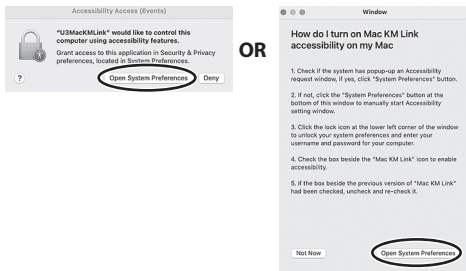 Accessibility Access (Events)
"U3MacKMLink" would like to control this
computer using accessibility features.
Grant access to this application in Security & Privacy
preferences, located in System Preferences.
?
Open System Preferences
Deny
OR
Window
How do I turn on Mac KM Link
accessibility on my Mac
1. Check if the system has popup-up an Accessibility
request window, if yes, click "System Preferences" button.
2. If not, click the "System Preferences" button at the
bottom of this window to manually start Accessibility
setting window.
3. Click the lock icon at the lower left corner of the window
to unlock your system preferences and enter your
username and password for your computer.
4. Check the box beside the "Mac KM Link" icon to enable
accessibility.
5. if the box beside the previous version of "Mac KM Link"
had been checked, uncheck and re-check it.
Not Now
Open System Preferences